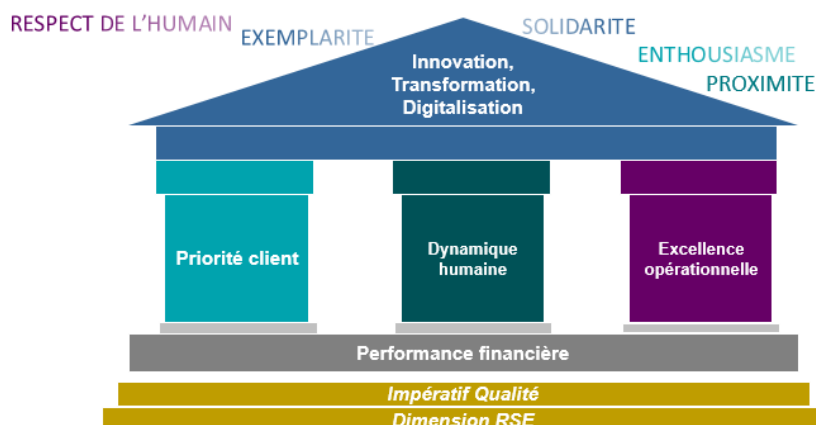 RESPECT DE L'HUMAIN
EXEMPLARITE
SOLIDARITE
ENTHOUSIASME
PROXIMITE
Innovation,
Transformation,
Digitalisation
Priorité client
Dynamique
humaine
Excellence
opérationnelle
Performance financière
Impératif Qualité
Dimension RSE